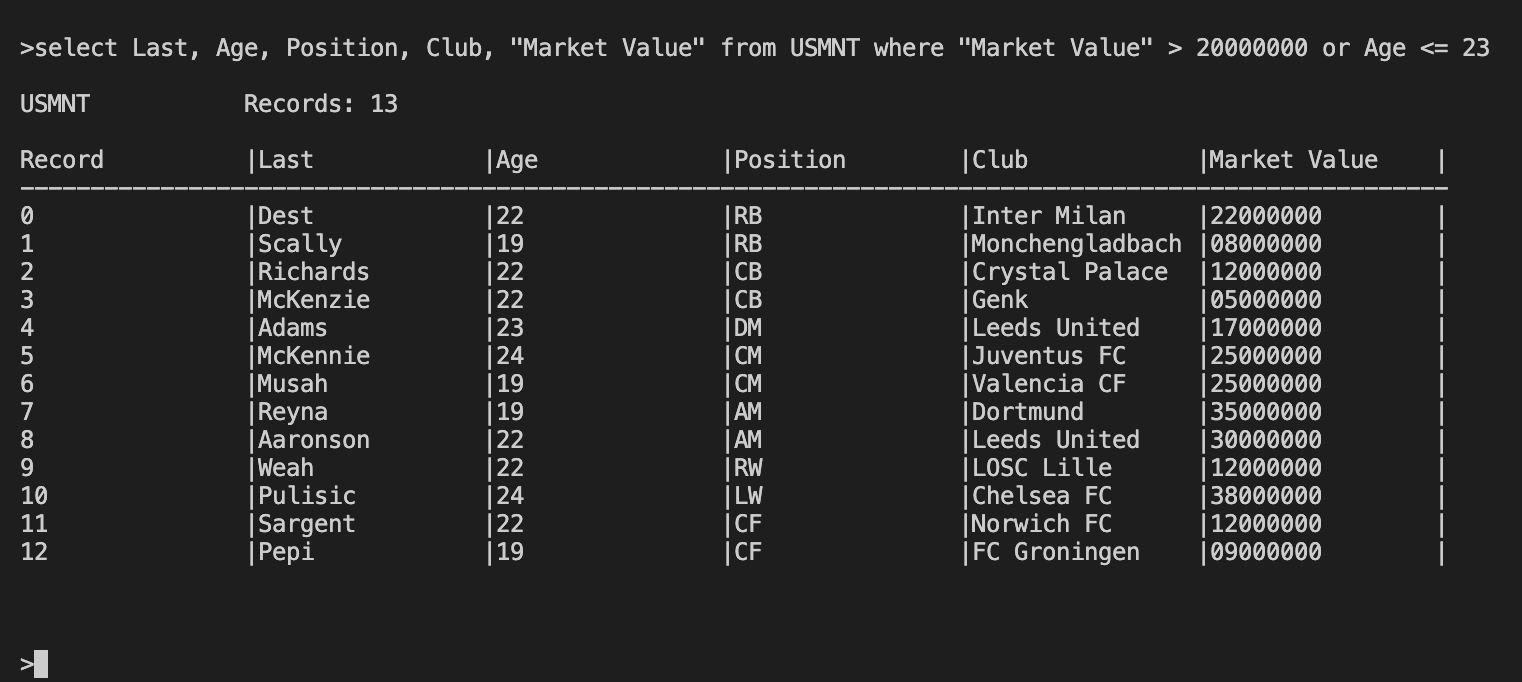 >select Last, Age, Position, Club, "Market Value" from USMNT where "Market Value" > 20000000 or Age <= 23
USMNT           Records: 13
Record          |Last            |Age             |Position        |Club            |Market Value    |
------------------------------------------------------------------------------------------------------
0               |Dest            |22              |RB              |Inter Milan     |22000000        |
1               |Scally          |19              |RB              |Monchengladbach |08000000        |
2               |Richards        |22              |CB              |Crystal Palace  |12000000        |
3               |McKenzie        |22              |CB              |Genk            |05000000        |
4               |Adams           |23              |DM              |Leeds United    |17000000        |
5               |McKennie        |24              |CM              |Juventus FC     |25000000        |
6               |Musah           |19              |CM              |Valencia CF     |25000000        |
7               |Reyna           |19              |AM              |Dortmund        |35000000        |
8               |Aaronson        |22              |AM              |Leeds United    |30000000        |
9               |Weah            |22              |RW              |LOSC Lille      |12000000        |
10              |Pulisic         |24              |LW              |Chelsea FC      |38000000        |
11              |Sargent         |22              |CF              |Norwich FC      |12000000        |
12              |Pepi            |19              |CF              |FC Groningen    |09000000        |
>